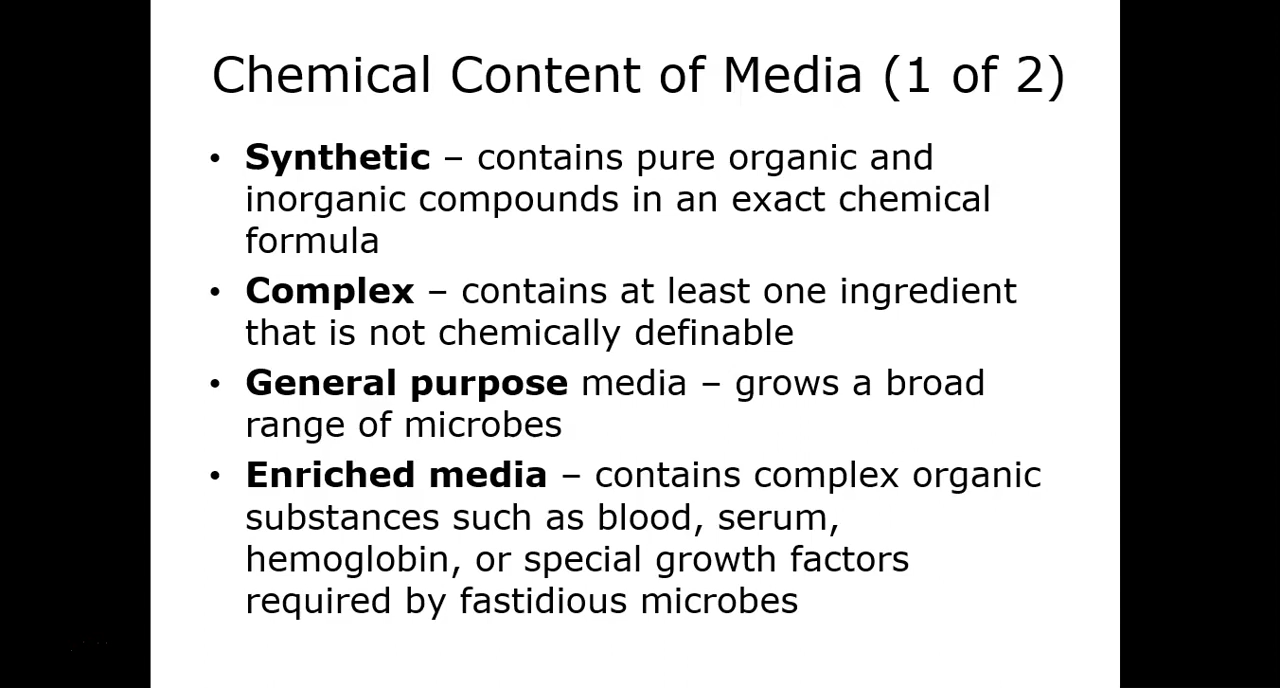 Chemical Content of Media (1 of 2)
• Synthetic – contains pure organic and
inorganic compounds in an exact chemical
formula
• Complex – contains at least one ingredient
that is not chemically definable
• General purpose media – grows a broad
range of microbes
• Enriched media – contains complex organic
substances such as blood, serum,
hemoglobin, or special growth factors
required by fastidious microbes